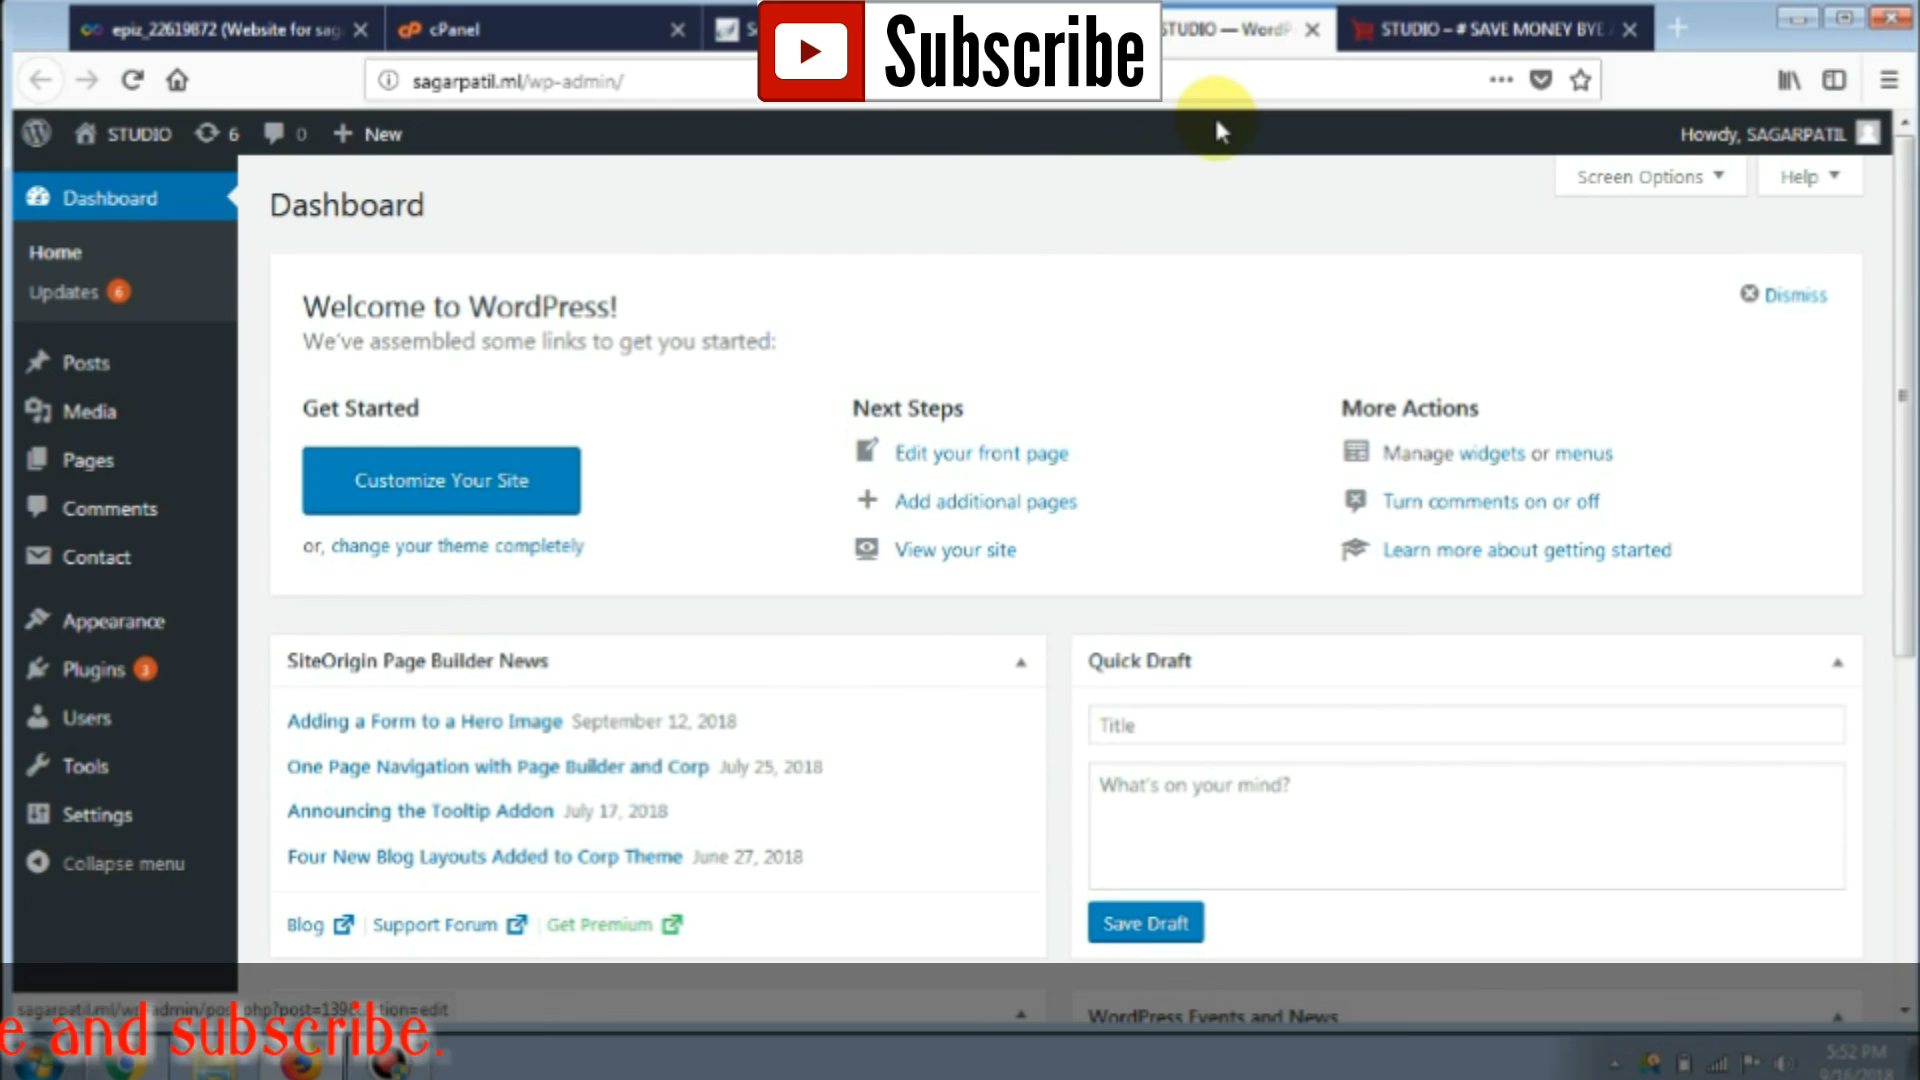 epiz_22619872 (Website for sag
cPanel
STUDIO — WordP
STUDIO – # SAVE MONEY BYE
Subscribe
sagarpatil.ml/wp-admin/
STUDIO
6
0
New
Howdy, SAGARPATIL
Dashboard
Home
Updates 6
Posts
Media
Pages
Comments
Contact
Appearance
Plugins 3
Users
Tools
Settings
Collapse menu
Dashboard
Screen Options
Help
Welcome to WordPress!
We've assembled some links to get you started:
Dismiss
Get Started
Customize Your Site
or, change your theme completely
Next Steps
Edit your front page
Add additional pages
View your site
More Actions
Manage widgets or menus
Turn comments on or off
Learn more about getting started
SiteOrigin Page Builder News
Adding a Form to a Hero Image September 12, 2018
One Page Navigation with Page Builder and Corp July 25, 2018
Announcing the Tooltip Addon July 17, 2018
Four New Blog Layouts Added to Corp Theme June 27, 2018
Blog | Support Forum | Get Premium
Quick Draft
Title
What's on your mind?
Save Draft
WordPress Events and News
e and subscribe.
5:52 PM
9/16/2018